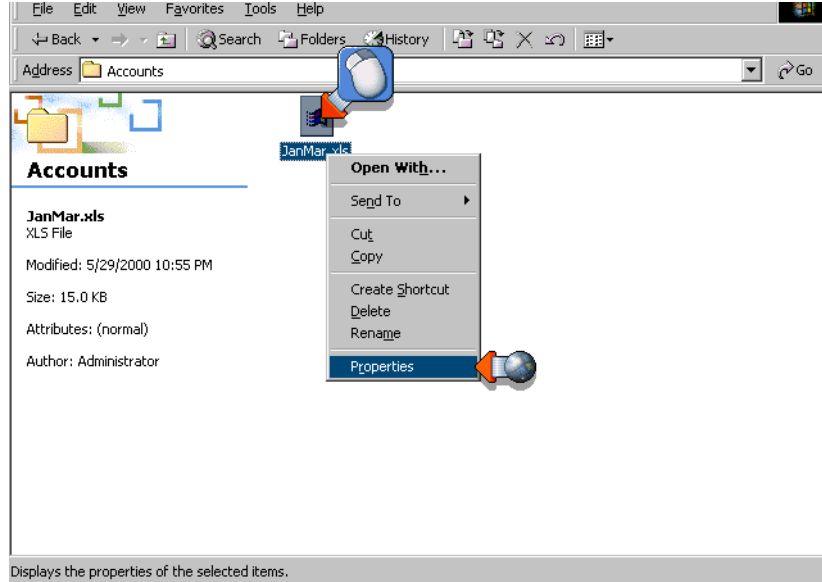 File Edit View Favorites Tools Help
Back Search Folders History
Address Accounts Go
JanMar.xls
Accounts
JanMar.xls
XLS File
Modified: 5/29/2000 10:55 PM
Size: 15.0 KB
Attributes: (normal)
Author: Administrator
Open With...
Send To
Cut
Copy
Create Shortcut
Delete
Rename
Properties
Displays the properties of the selected items.